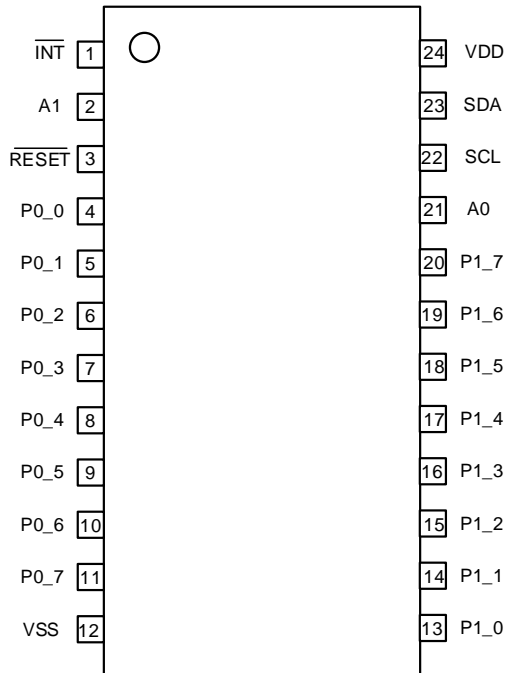 INT 1 24 VDD
A1 2 23 SDA
RESET 3 22 SCL
P0_0 4 21 A0
P0_1 5 20 P1_7
P0_2 6 19 P1_6
P0_3 7 18 P1_5
P0_4 8 17 P1_4
P0_5 9 16 P1_3
P0_6 10 15 P1_2
P0_7 11 14 P1_1
VSS 12 13 P1_0